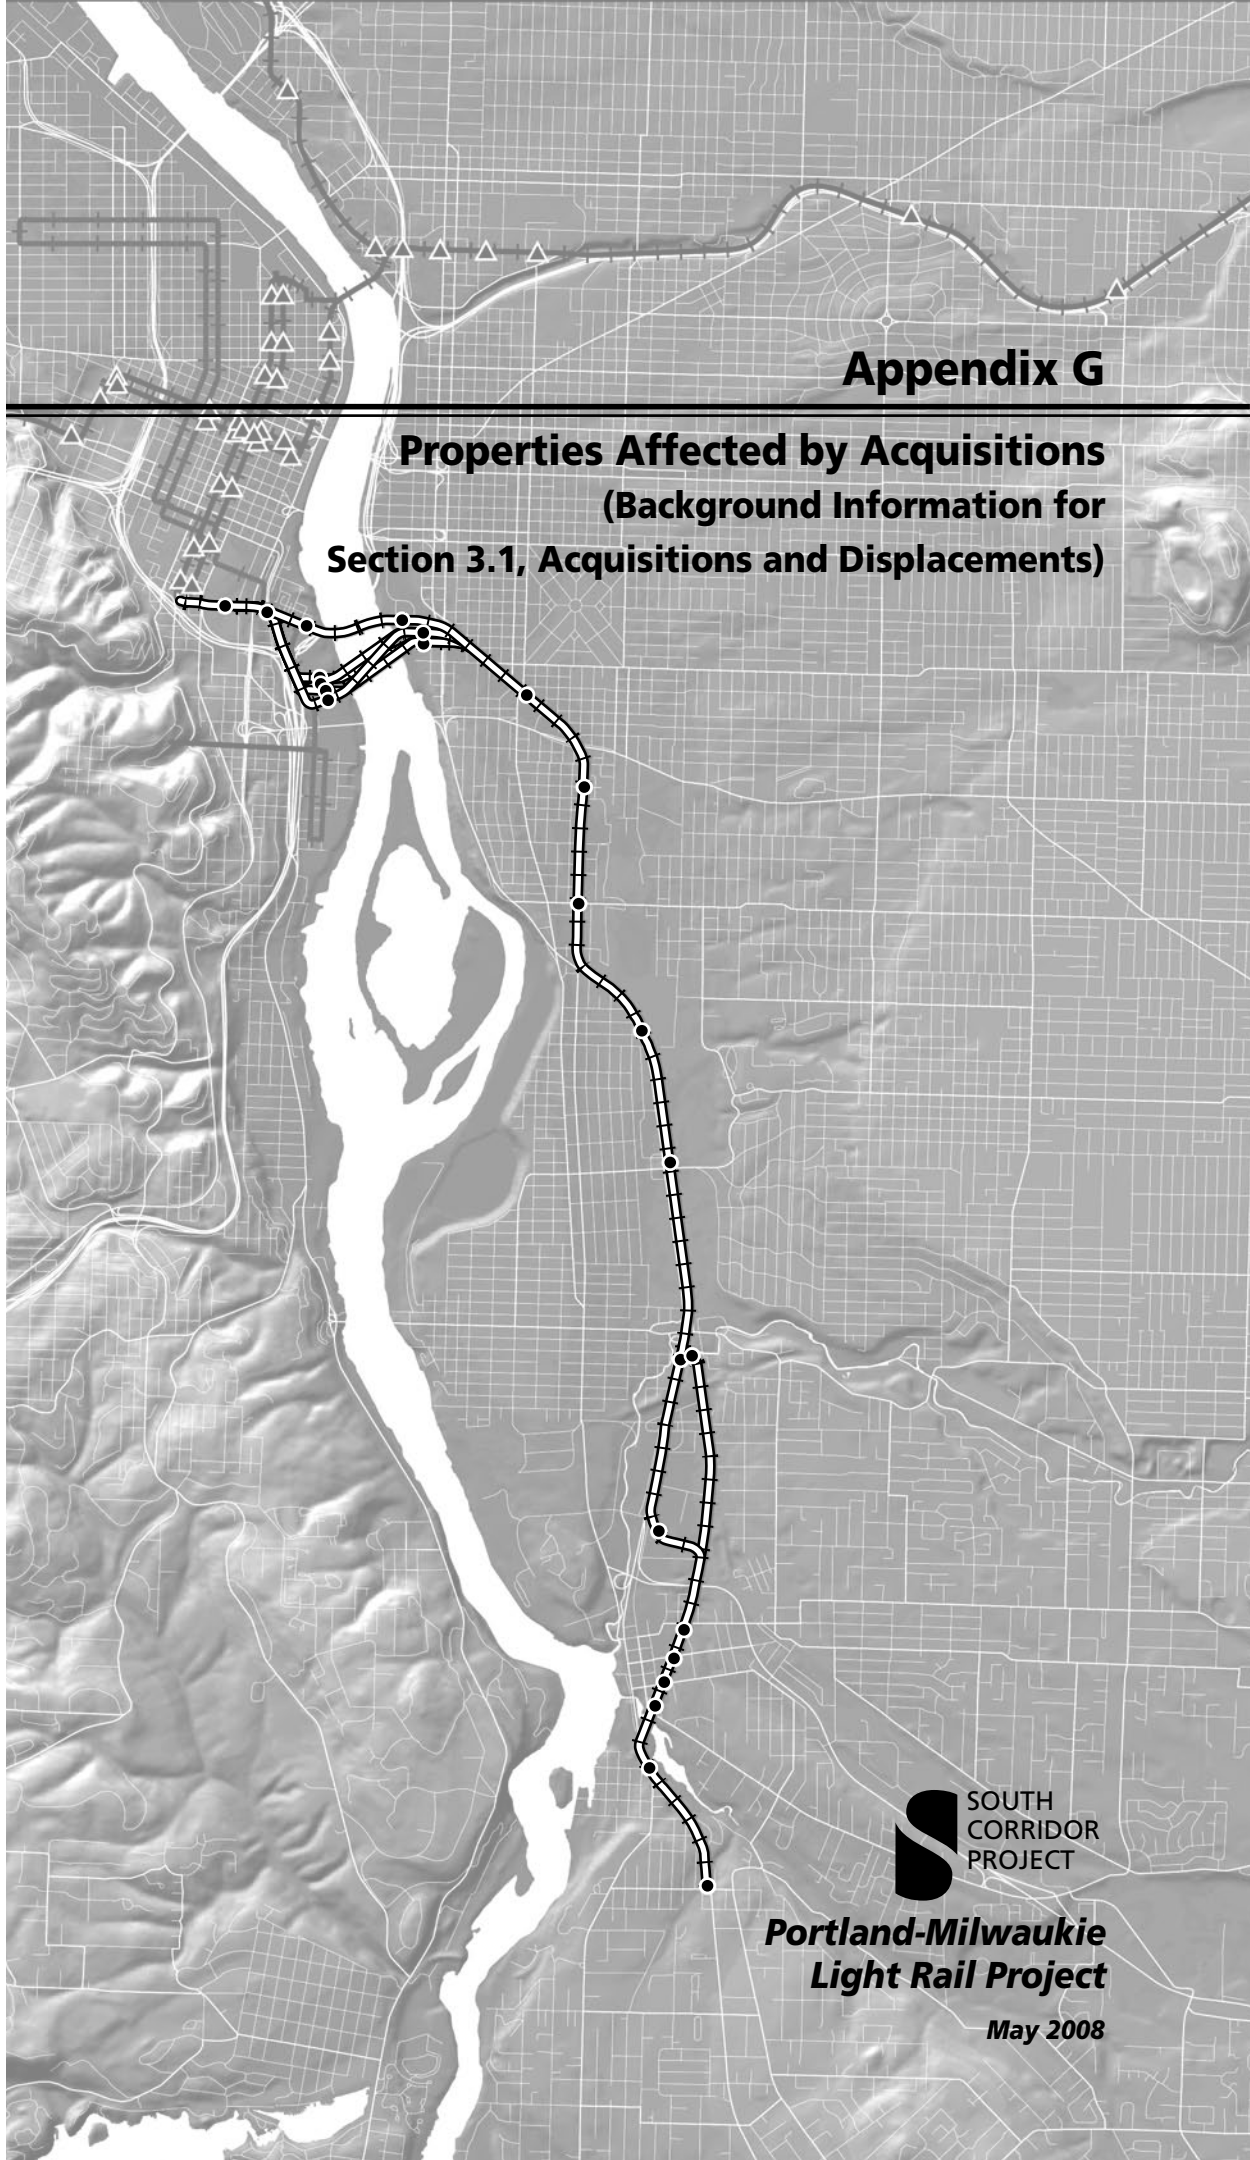 Appendix G
Properties Affected by Acquisitions
(Background Information for
Section 3.1, Acquisitions and Displacements)
SOUTH
CORRIDOR
PROJECT
Portland-Milwaukie
Light Rail Project
May 2008